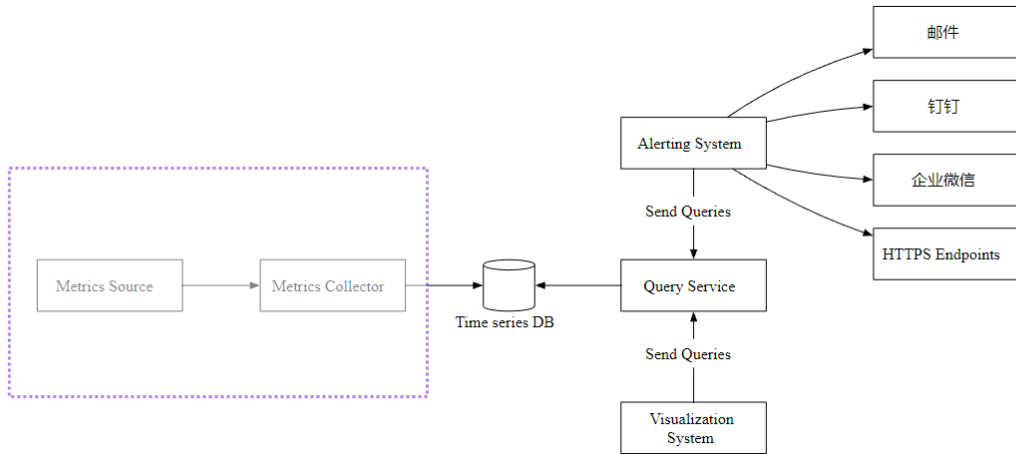 邮件
钉钉
Alerting System
企业微信
Send Queries
HTTPS Endpoints
Metrics Source
Metrics Collector
Query Service
Time series DB
Send Queries
Visualization
System